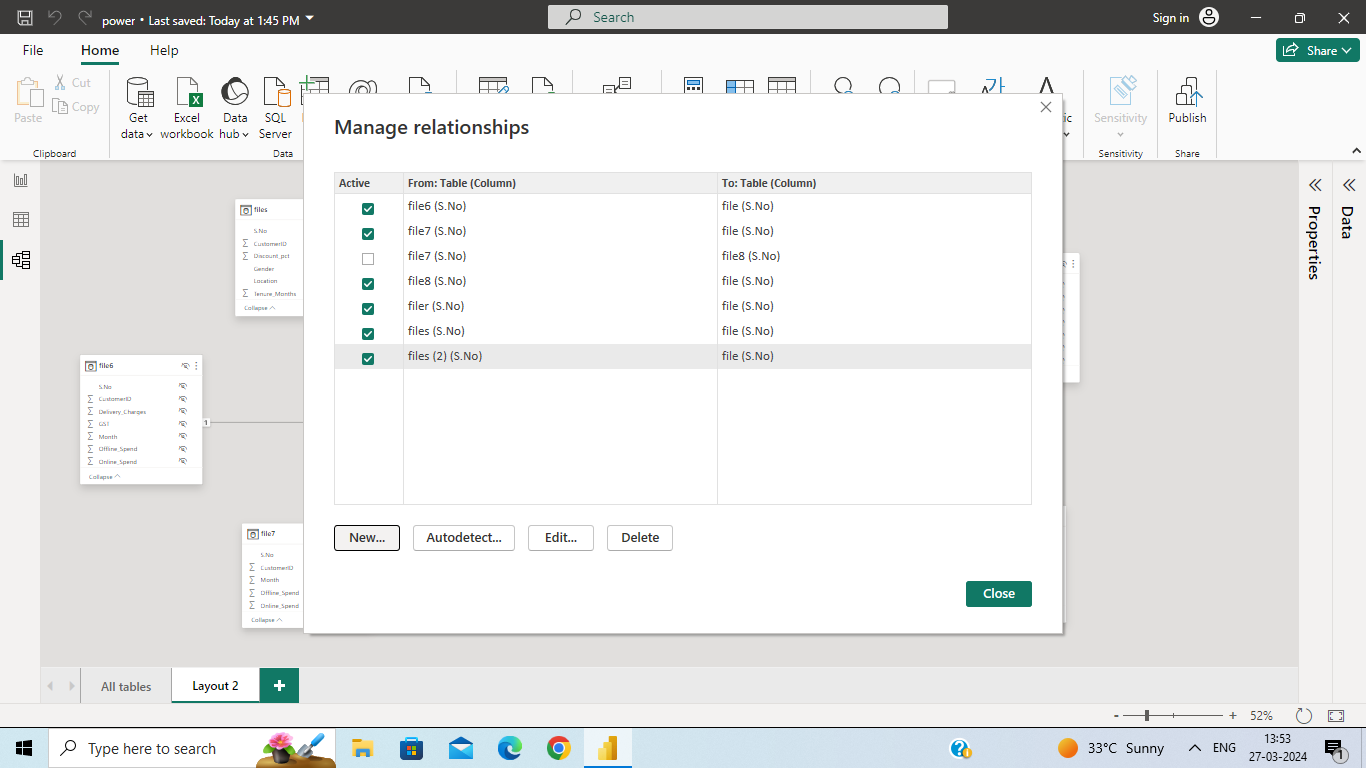 power • Last saved: Today at 1:45 PM
Search
Sign in
File
Home
Help
Share
Paste
Cut
Copy
Clipboard
Get
data
Excel
workbook
Data
hub
SQL
Server
Data
Sensitivity
Sensitivity
Publish
Share
Manage relationships
Active
From: Table (Column)
To: Table (Column)
file6 (S.No)
file (S.No)
file7 (S.No)
file (S.No)
file7 (S.No)
file8 (S.No)
file8 (S.No)
file (S.No)
filer (S.No)
file (S.No)
files (S.No)
file (S.No)
files (2) (S.No)
file (S.No)
New...
Autodetect...
Edit...
Delete
Close
files
S.No
CustomerID
Discount_pct
Gender
Location
Tenure_Months
Collapse
file6
S.No
CustomerID
Delivery_Charges
GST
Month
Offline_Spend
Online_Spend
Collapse
1
file7
S.No
CustomerID
Month
Offline_Spend
Online_Spend
Collapse
Properties
Data
All tables
Layout 2
52%
Type here to search
33°C Sunny
ENG
13:53
27-03-2024
1